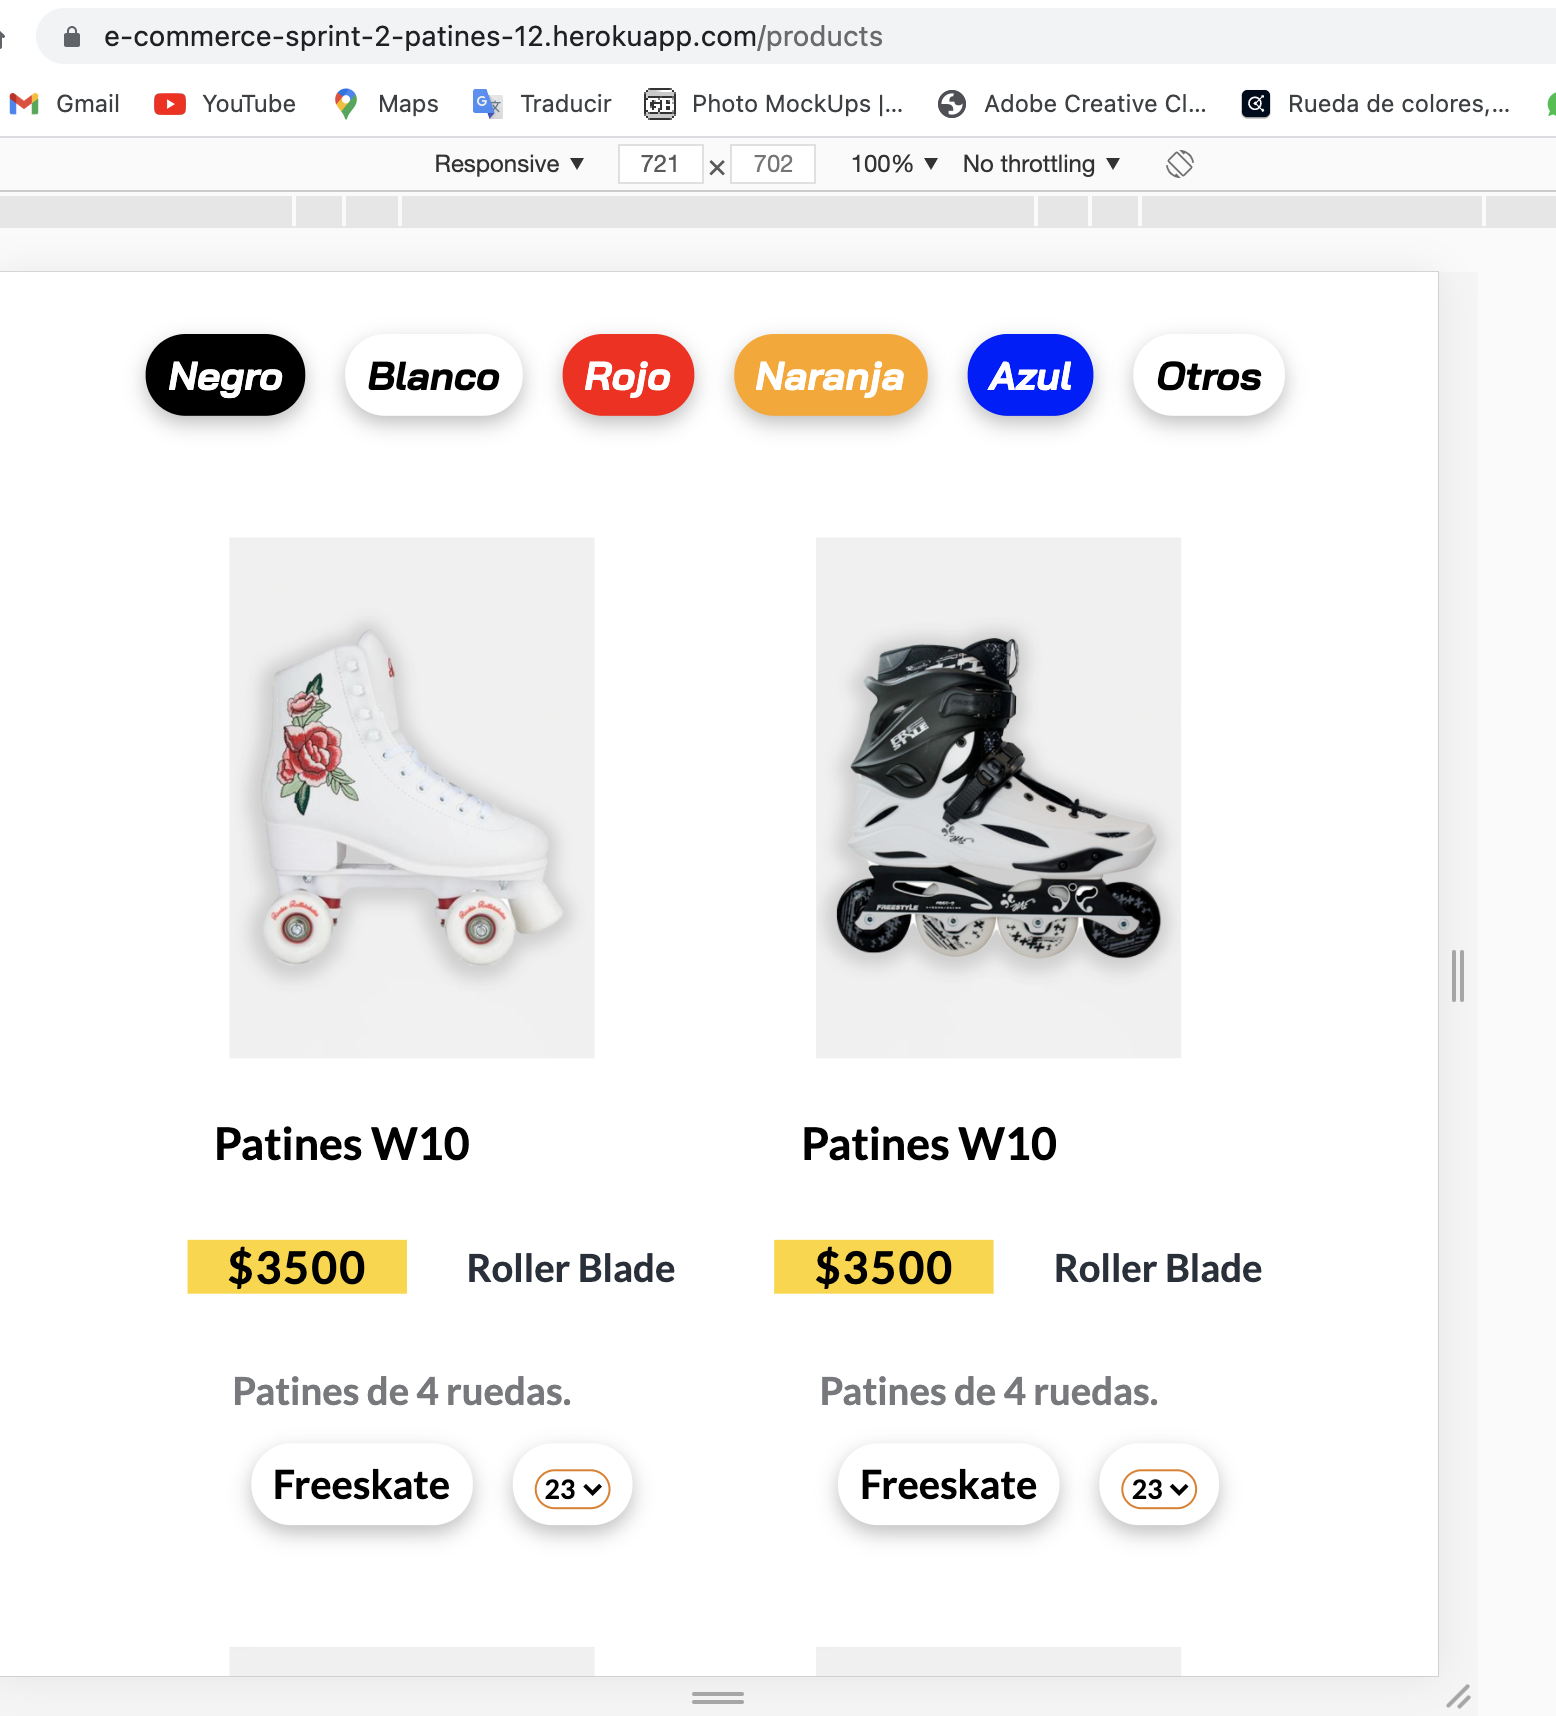 e-commerce-sprint-2-patines-12.herokuapp.com/products
Gmail YouTube Maps Traducir Photo MockUps |... Adobe Creative Cl... Rueda de colores,...
Responsive ▼ 721 × 702 100% ▼ No throttling ▼
Negro Blanco Rojo Naranja Azul Otros
FREESTYLE
Patines W10 Patines W10
$3500 Roller Blade $3500 Roller Blade
Patines de 4 ruedas. Patines de 4 ruedas.
Freeskate 23 Freeskate 23